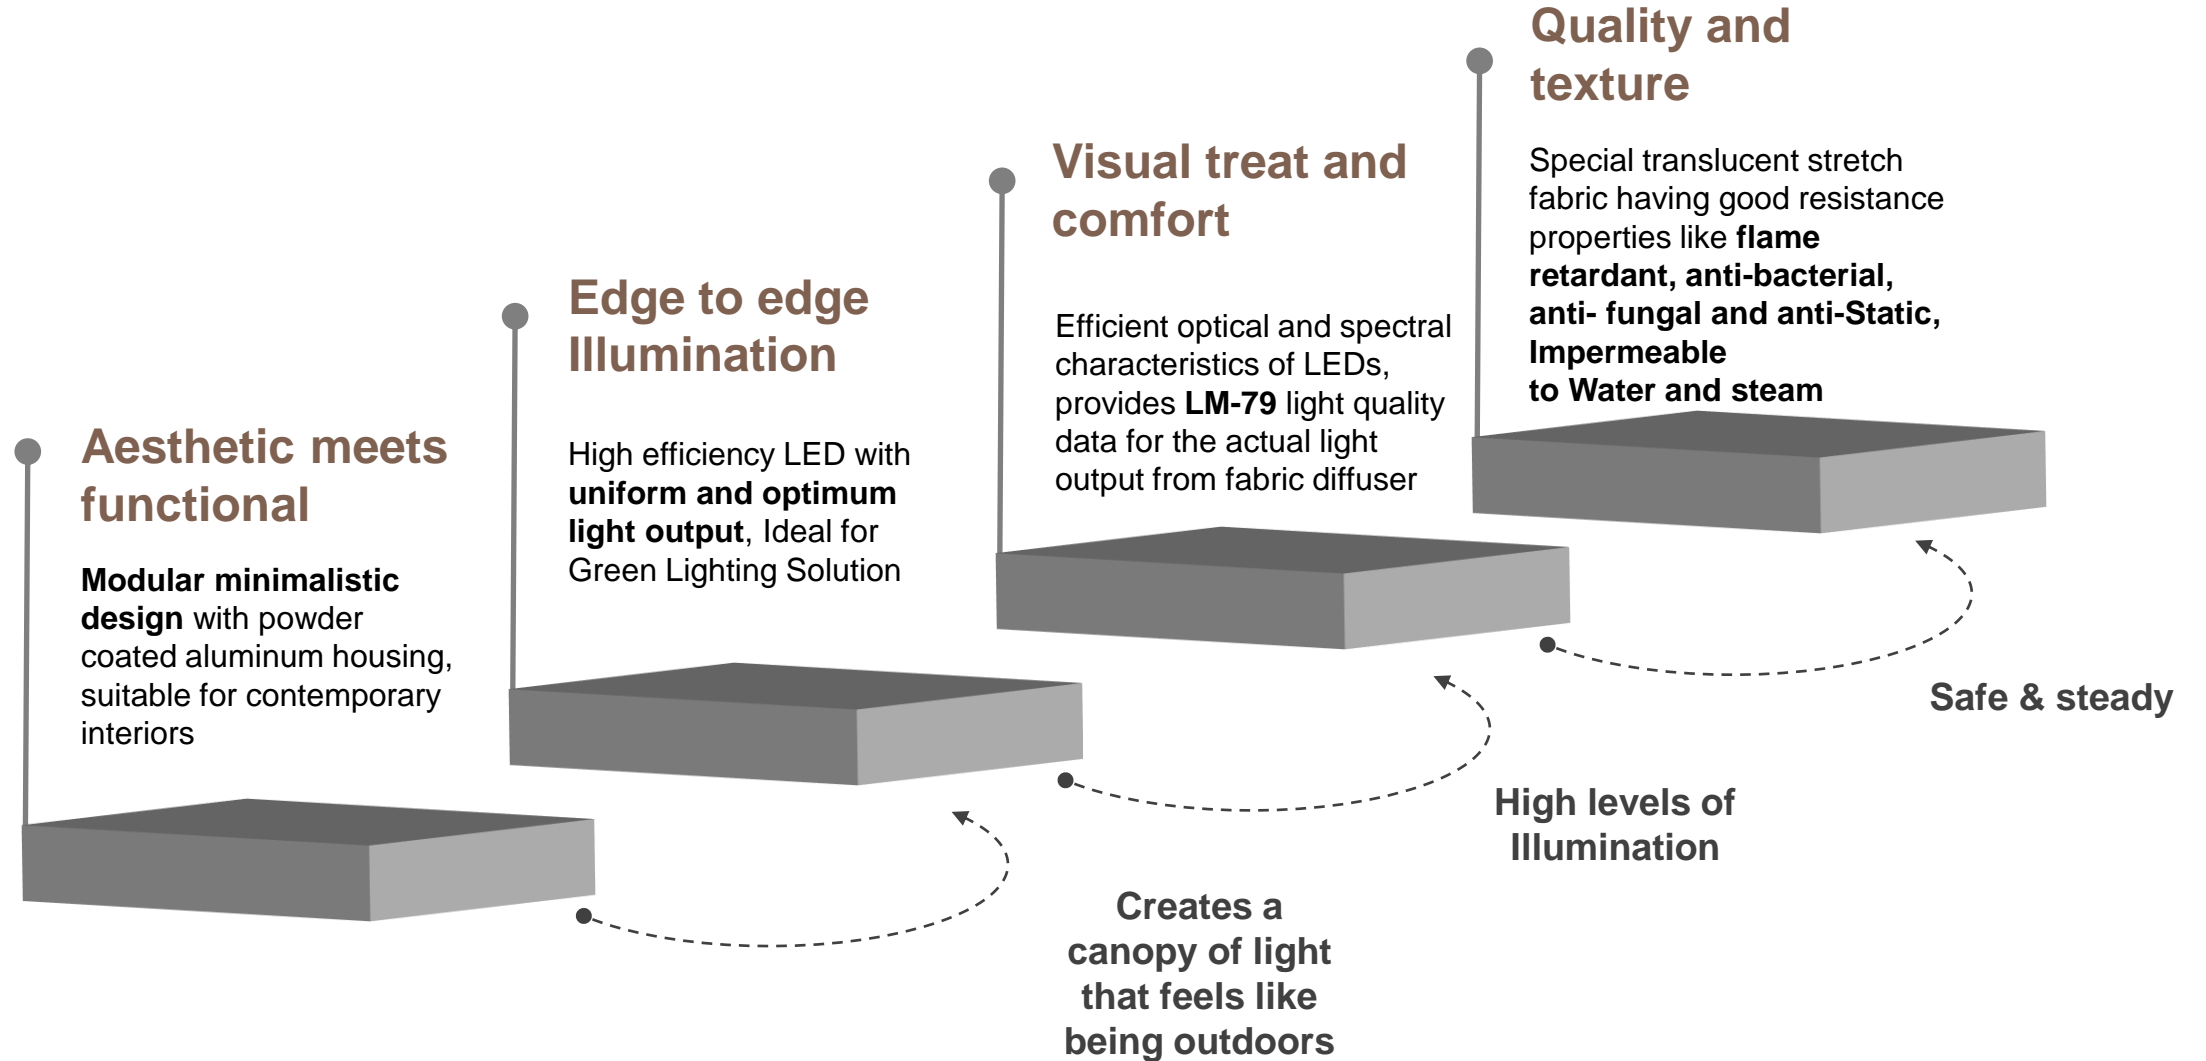 Aesthetic meets
functional
Modular minimalistic
design with powder
coated aluminum housing,
suitable for contemporary
interiors
Edge to edge
Illumination
High efficiency LED with
uniform and optimum
light output, Ideal for
Green Lighting Solution
Visual treat and
comfort
Efficient optical and spectral
characteristics of LEDs,
provides LM-79 light quality
data for the actual light
output from fabric diffuser
Quality and
texture
Special translucent stretch
fabric having good resistance
properties like flame
retardant, anti-bacterial,
anti- fungal and anti-Static,
Impermeable
to Water and steam
Creates a
canopy of light
that feels like
being outdoors
High levels of
Illumination
Safe & steady